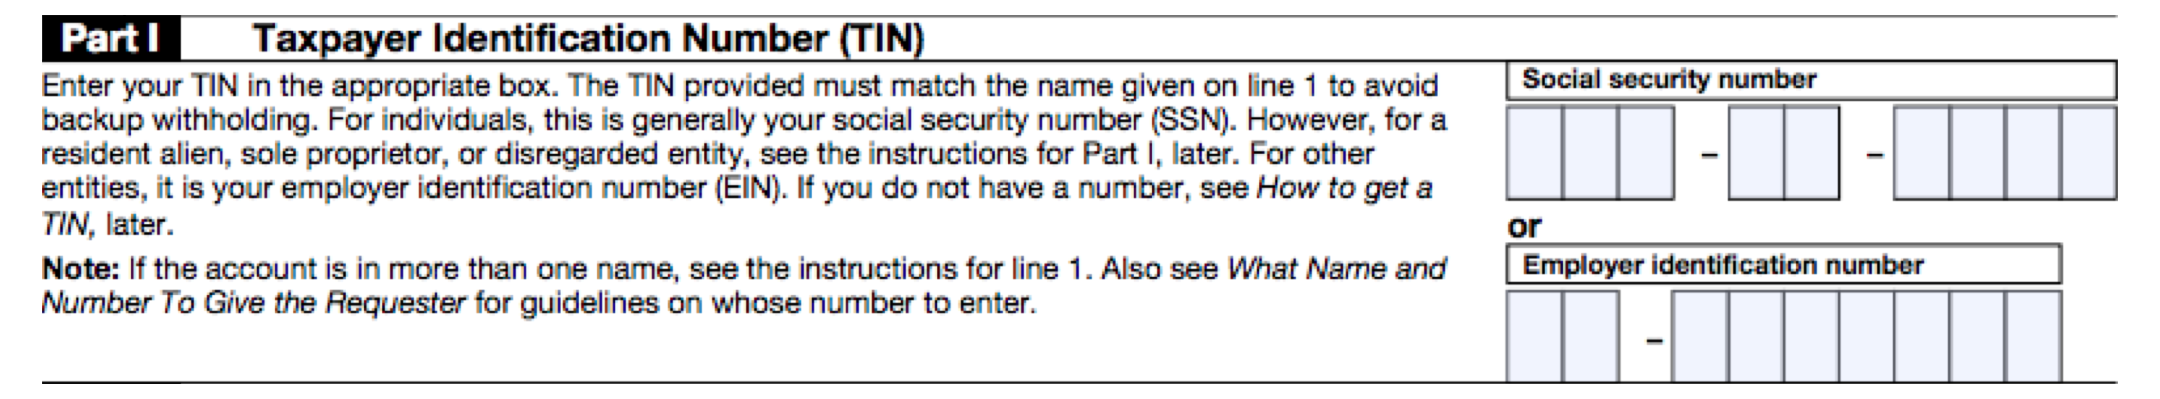 Part I Taxpayer Identification Number (TIN)
Enter your TIN in the appropriate box. The TIN provided must match the name given on line 1 to avoid
backup withholding. For individuals, this is generally your social security number (SSN). However, for a
resident alien, sole proprietor, or disregarded entity, see the instructions for Part I, later. For other
entities, it is your employer identification number (EIN). If you do not have a number, see How to get a
TIN, later.
Note: If the account is in more than one name, see the instructions for line 1. Also see What Name and
Number To Give the Requester for guidelines on whose number to enter.
Social security number
– –
or
Employer identification number
–